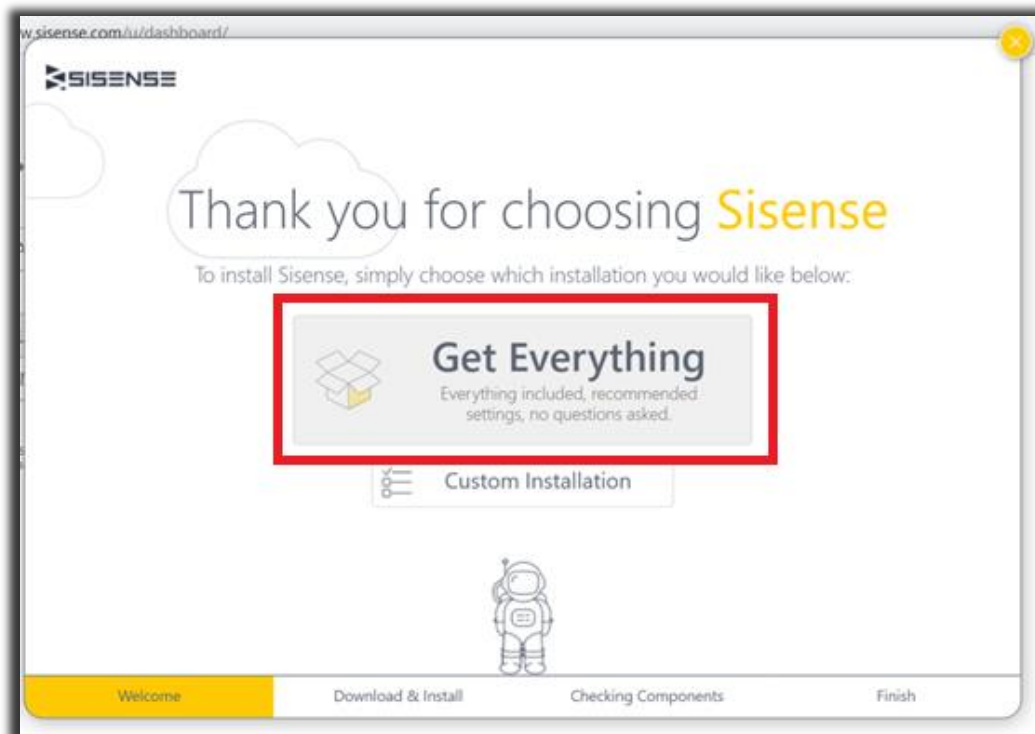 w.sisense.com/u/dashboard/
SISENSE
Thank you for choosing Sisense
To install Sisense, simply choose which installation you would like below:
Get Everything
Everything included, recommended
settings, no questions asked.
Custom Installation
Welcome Download & Install Checking Components Finish